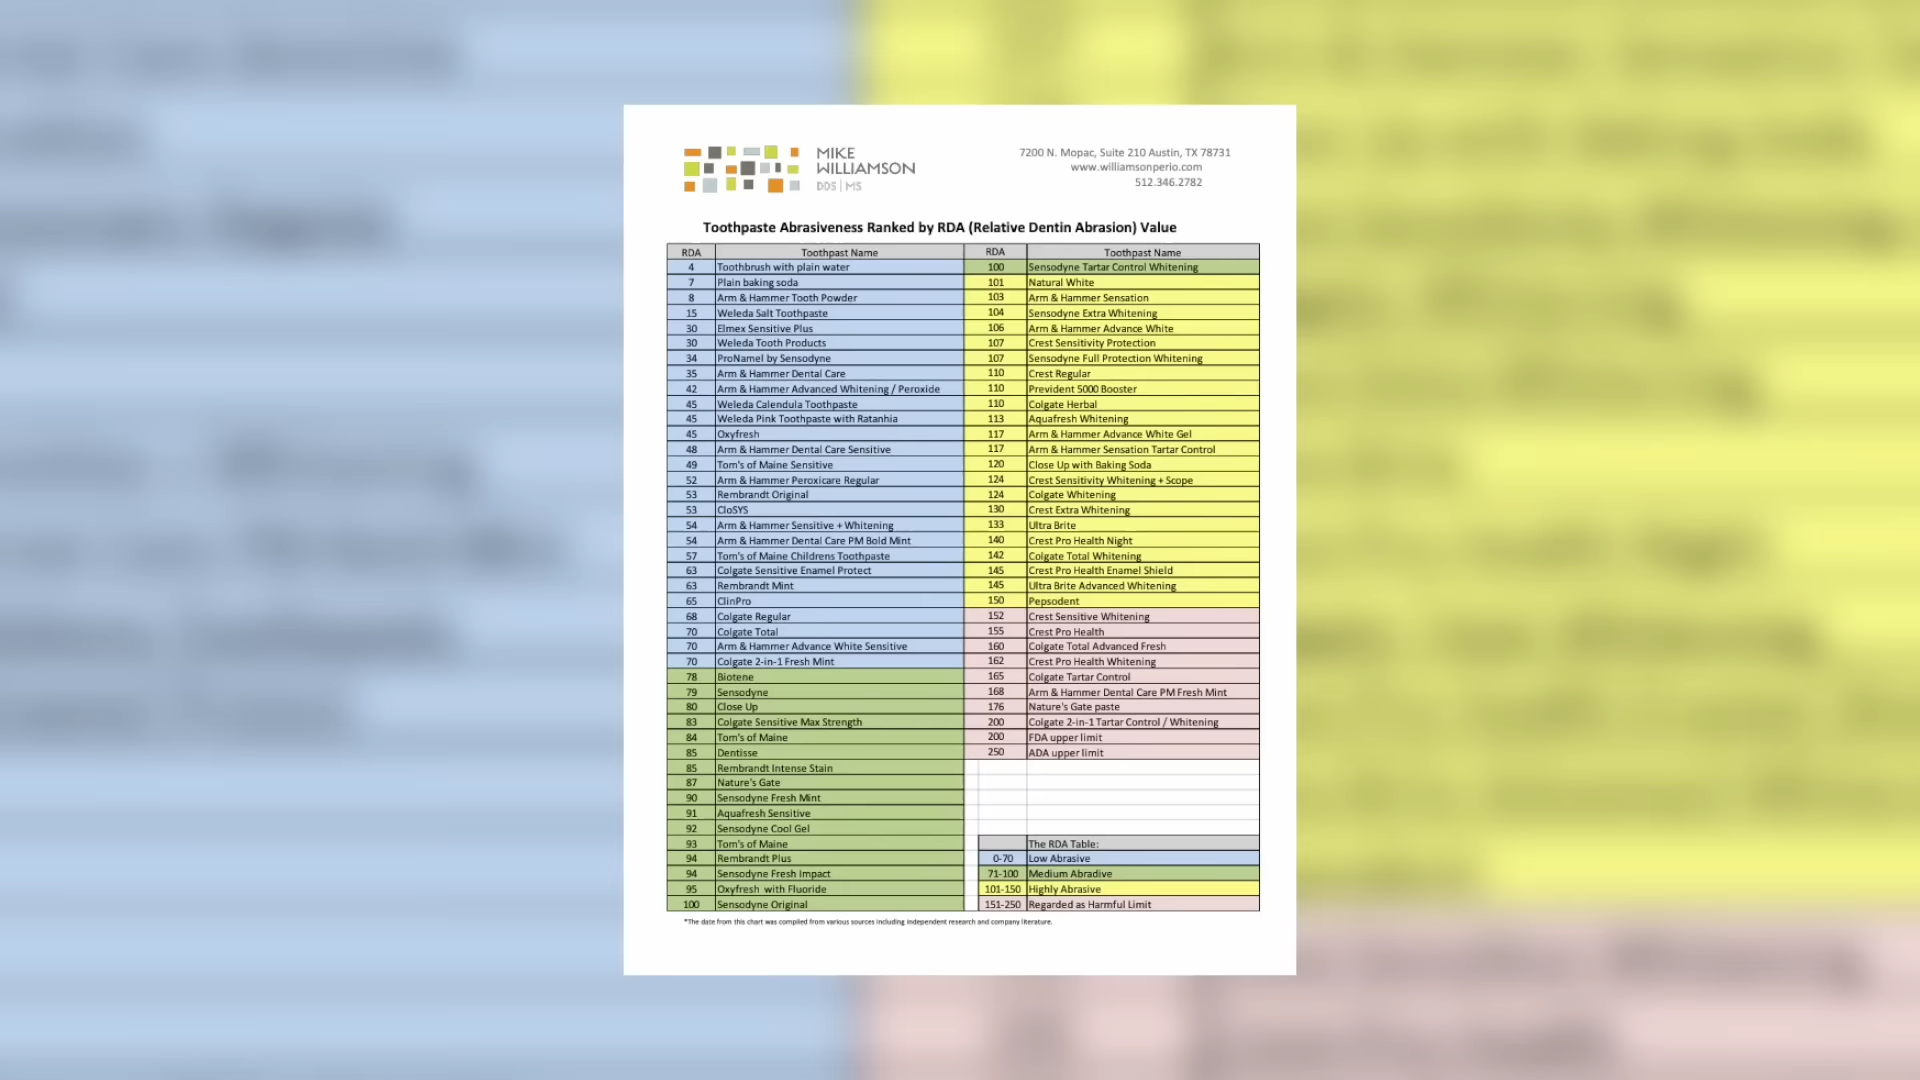 MIKE
WILLIAMSON
DDS | MS
7200 N. Mopac, Suite 210 Austin, TX 78731
www.williamsonperio.com
512.346.2782
Toothpaste Abrasiveness Ranked by RDA (Relative Dentin Abrasion) Value
RDA Toothpast Name RDA Toothpast Name
4 Toothbrush with plain water 100 Sensodyne Tartar Control Whitening
7 Plain baking soda 101 Natural White
8 Arm & Hammer Tooth Powder 103 Arm & Hammer Sensation
15 Weleda Salt Toothpaste 104 Sensodyne Extra Whitening
30 Elmex Sensitive Plus 106 Arm & Hammer Advance White
30 Weleda Tooth Products 107 Crest Sensitivity Protection
34 ProNamel by Sensodyne 107 Sensodyne Full Protection Whitening
35 Arm & Hammer Dental Care 110 Crest Regular
42 Arm & Hammer Advanced Whitening / Peroxide 110 Prevident 5000 Booster
45 Weleda Calendula Toothpaste 110 Colgate Herbal
45 Weleda Pink Toothpaste with Ratanhia 113 Aquafresh Whitening
45 Oxyfresh 117 Arm & Hammer Advance White Gel
48 Arm & Hammer Dental Care Sensitive 117 Arm & Hammer Sensation Tartar Control
49 Tom's of Maine Sensitive 120 Close Up with Baking Soda
52 Arm & Hammer Peroxicare Regular 124 Crest Sensitivity Whitening + Scope
53 Rembrandt Original 124 Colgate Whitening
53 CloSYS 130 Crest Extra Whitening
54 Arm & Hammer Sensitive + Whitening 133 Ultra Brite
54 Arm & Hammer Dental Care PM Bold Mint 140 Crest Pro Health Night
57 Tom's of Maine Childrens Toothpaste 142 Colgate Total Whitening
63 Colgate Sensitive Enamel Protect 145 Crest Pro Health Enamel Shield
63 Rembrandt Mint 145 Ultra Brite Advanced Whitening
65 ClinPro 150 Pepsodent
68 Colgate Regular 152 Crest Sensitive Whitening
70 Colgate Total 155 Crest Pro Health
70 Arm & Hammer Advance White Sensitive 160 Colgate Total Advanced Fresh
70 Colgate 2-in-1 Fresh Mint 162 Crest Pro Health Whitening
78 Biotene 165 Colgate Tartar Control
79 Sensodyne 168 Arm & Hammer Dental Care PM Fresh Mint
80 Close Up 176 Nature's Gate paste
83 Colgate Sensitive Max Strength 200 Colgate 2-in-1 Tartar Control / Whitening
84 Tom's of Maine 200 FDA upper limit
85 Dentisse 250 ADA upper limit
85 Rembrandt Intense Stain
87 Nature's Gate
90 Sensodyne Fresh Mint
91 Aquafresh Sensitive
92 Sensodyne Cool Gel
93 Tom's of Maine The RDA Table:
94 Rembrandt Plus 0-70 Low Abrasive
94 Sensodyne Fresh Impact 71-100 Medium Abradive
95 Oxyfresh with Fluoride 101-150 Highly Abrasive
100 Sensodyne Original 151-250 Regarded as Harmful Limit
*The date from this chart was compiled from various sources including independent research and company literature.